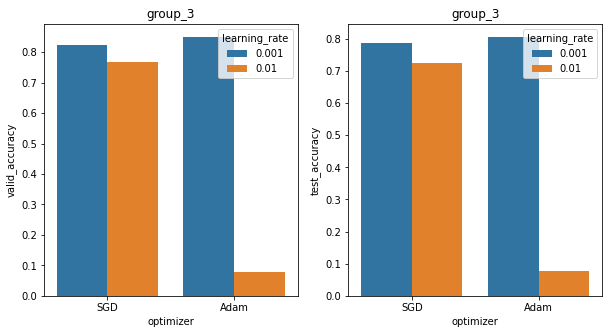 group_3
valid_accuracy
0.8
0.7
0.6
0.5
0.4
0.3
0.2
0.1
0.0
learning_rate
0.001
0.01
SGD Adam
optimizer
group_3
test_accuracy
0.8
0.7
0.6
0.5
0.4
0.3
0.2
0.1
0.0
learning_rate
0.001
0.01
SGD Adam
optimizer